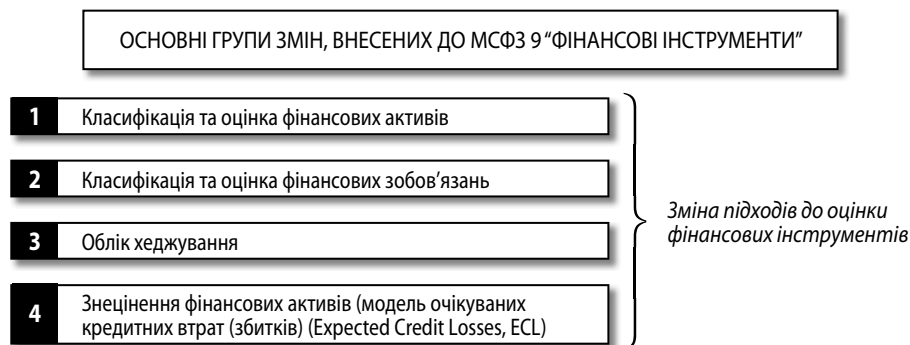 ОСНОВНІ ГРУПИ ЗМІН, ВНЕСЕНИХ ДО МСФЗ 9 “ФІНАНСОВІ ІНСТРУМЕНТИ”
1 Класифікація та оцінка фінансових активів
2 Класифікація та оцінка фінансових зобов’язань
3 Облік хеджування
4 Знецінення фінансових активів (модель очікуваних
кредитних втрат (збитків) (Expected Credit Losses, ECL)
Зміна підходів до оцінки
фінансових інструментів